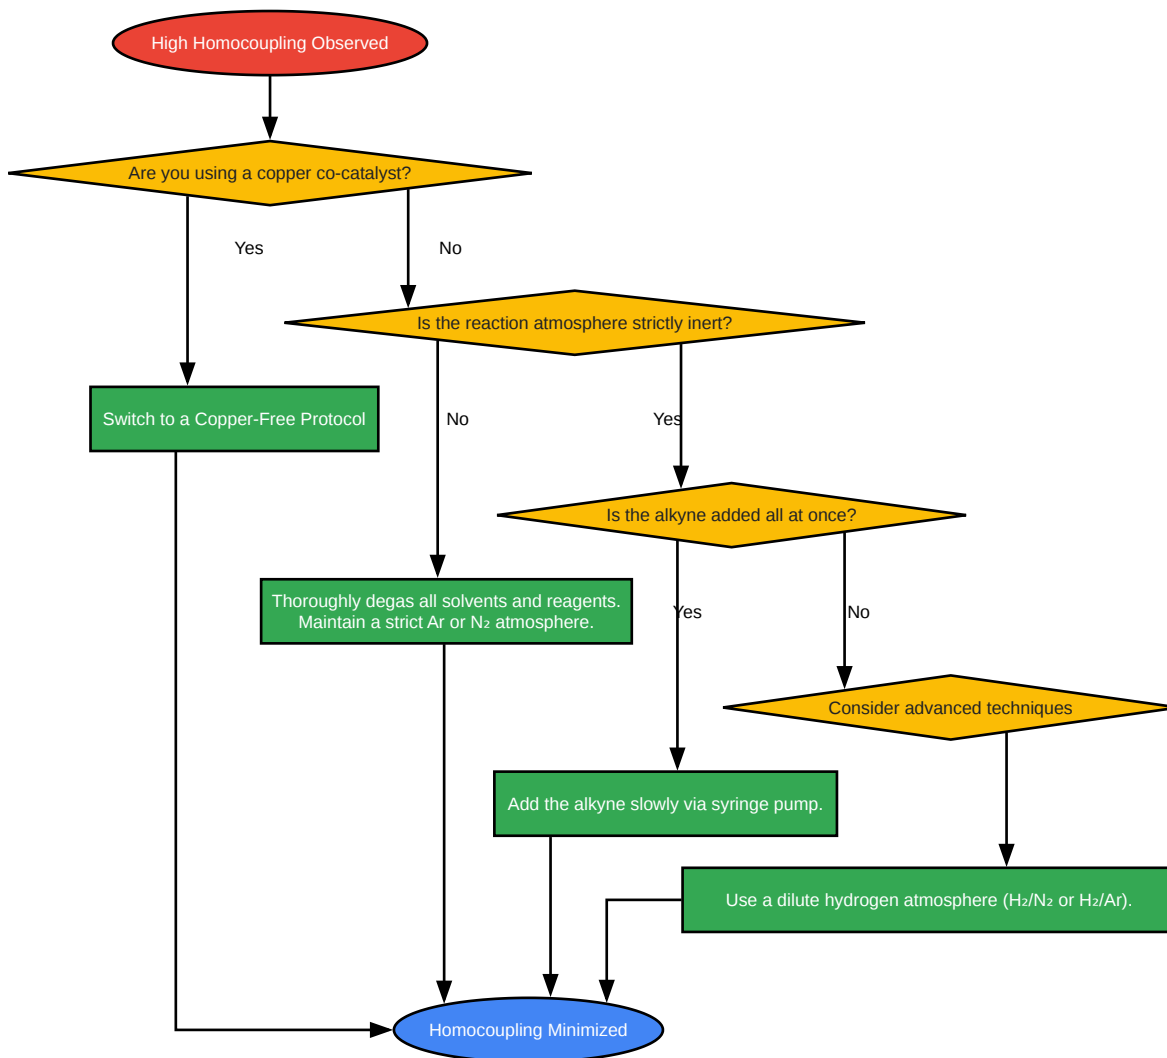 High Homocoupling Observed
Are you using a copper co-catalyst?
Yes
No
Is the reaction atmosphere strictly inert?
Switch to a Copper-Free Protocol
No
Yes
Is the alkyne added all at once?
Thoroughly degas all solvents and reagents.
Maintain a strict Ar or N₂ atmosphere.
Yes
No
Consider advanced techniques
Add the alkyne slowly via syringe pump.
Use a dilute hydrogen atmosphere (H₂/N₂ or H₂/Ar).
Homocoupling Minimized